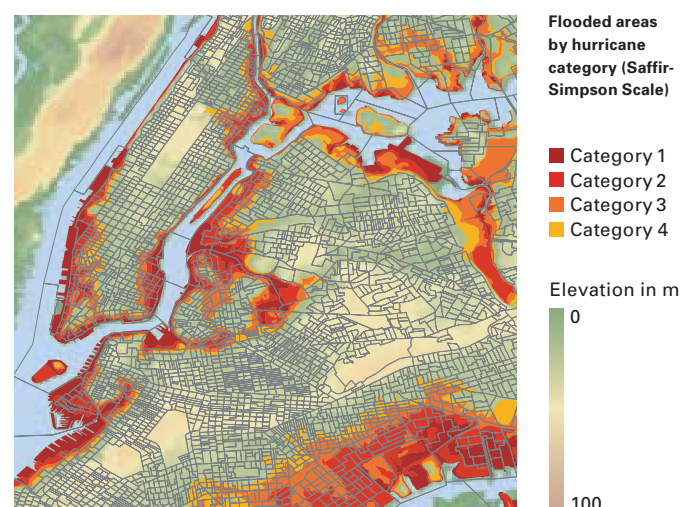 Flooded areas
by hurricane
category (Saffir-
Simpson Scale)
Category 1
Category 2
Category 3
Category 4
Elevation in m
0
100